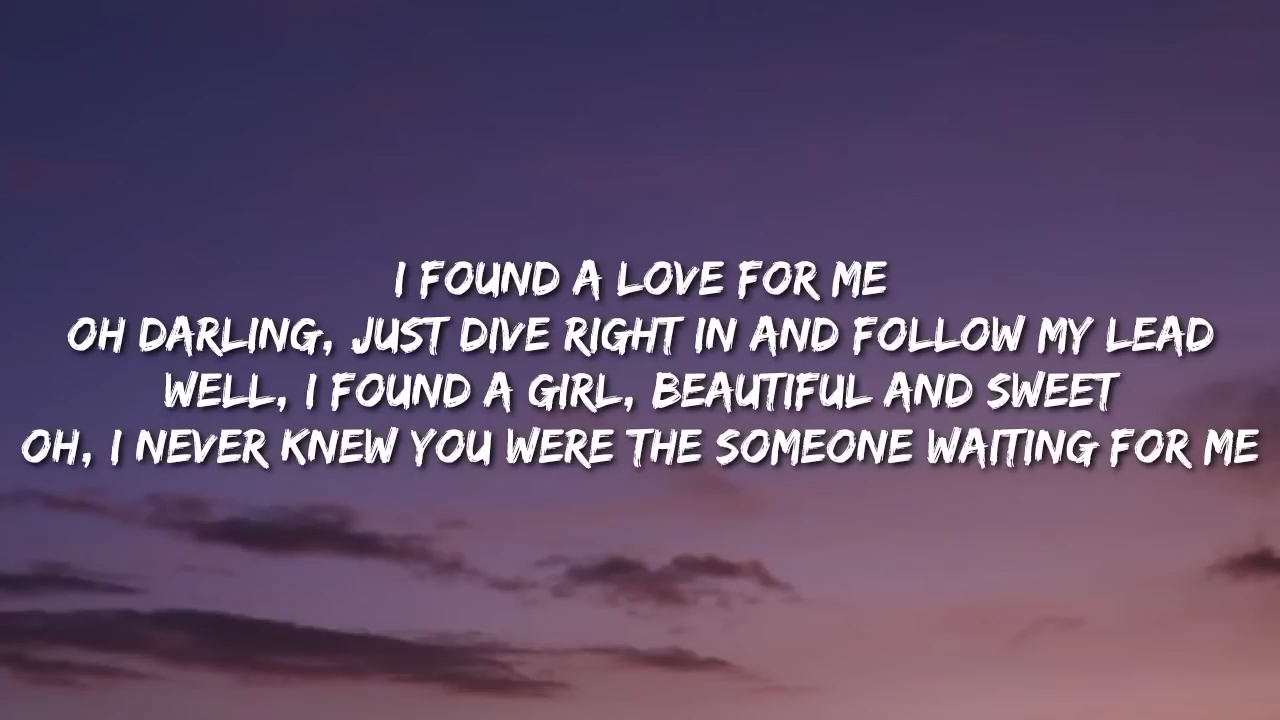 I FOUND A LOVE FOR ME
OH DARLING, JUST DIVE RIGHT IN AND FOLLOW MY LEAD
WELL, I FOUND A GIRL, BEAUTIFUL AND SWEET
OH, I NEVER KNEW YOU WERE THE SOMEONE WAITING FOR ME